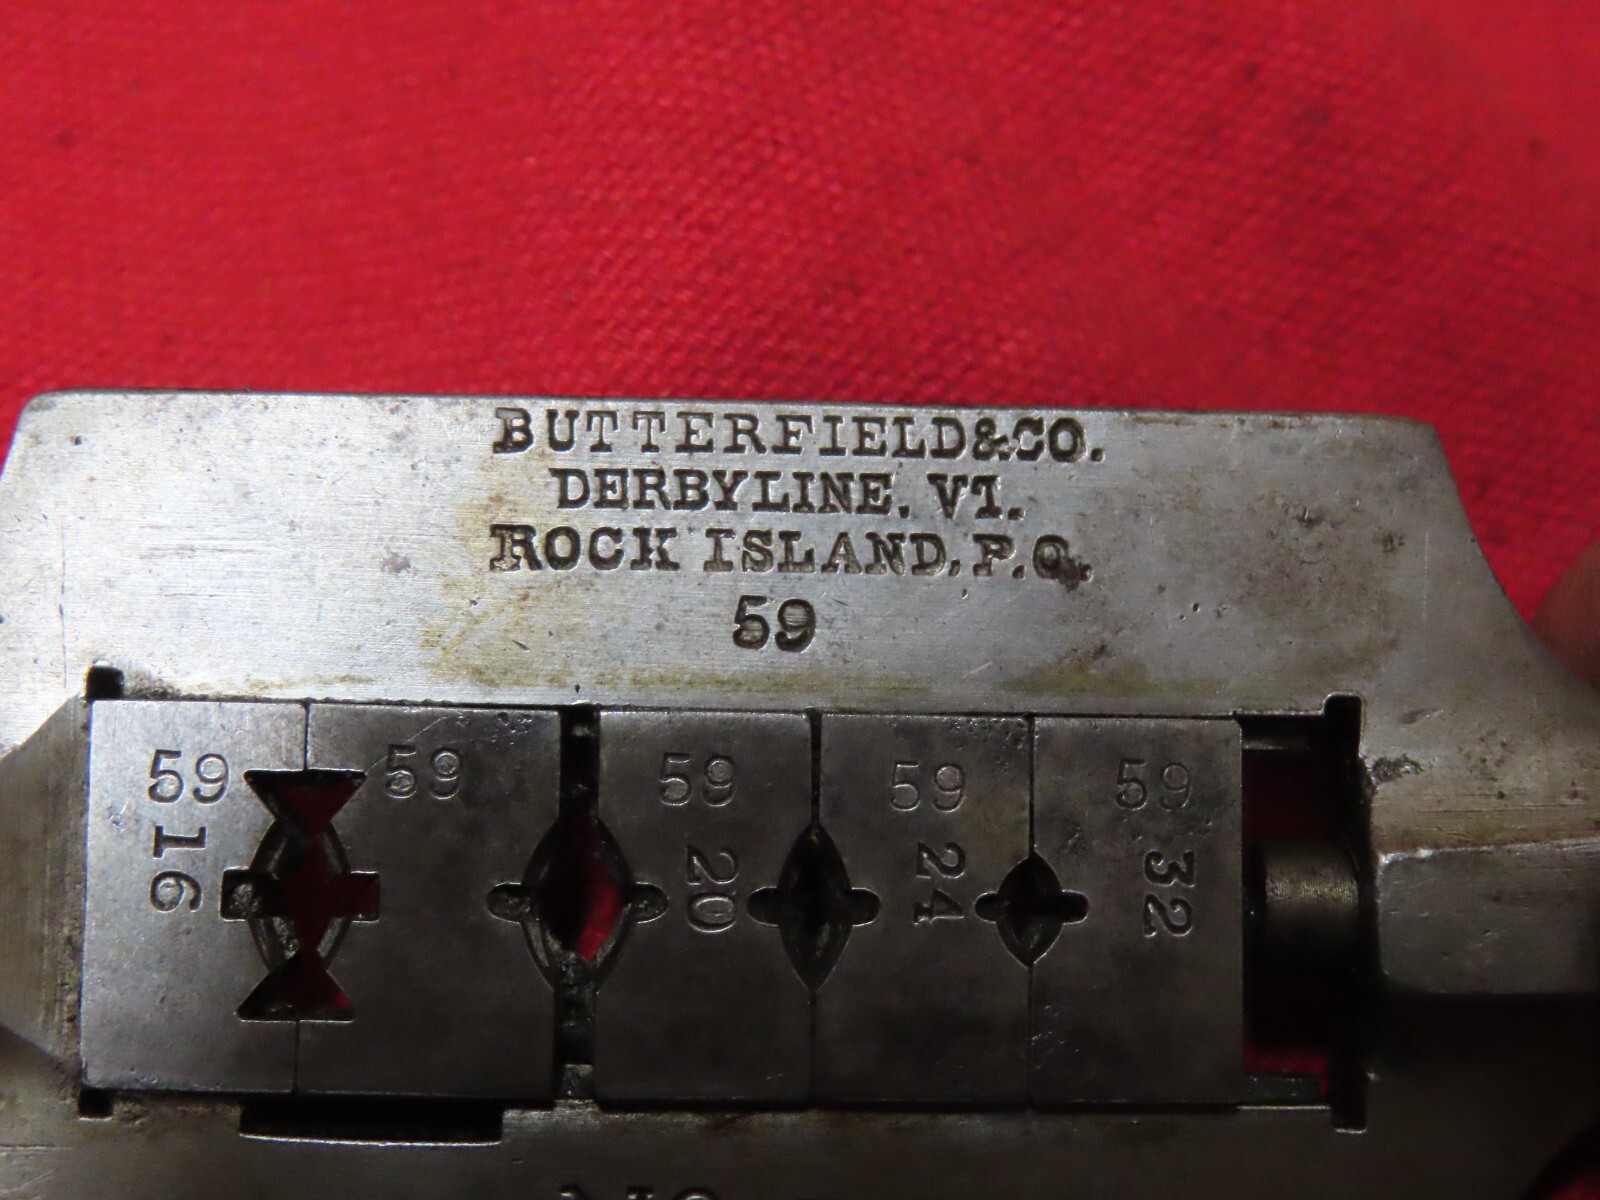 BUTTERFIELD & CO.
DERBYLINE, VT.
ROCK ISLAND, P.Q.
59
59 59 59 59 59
16 20 24 32